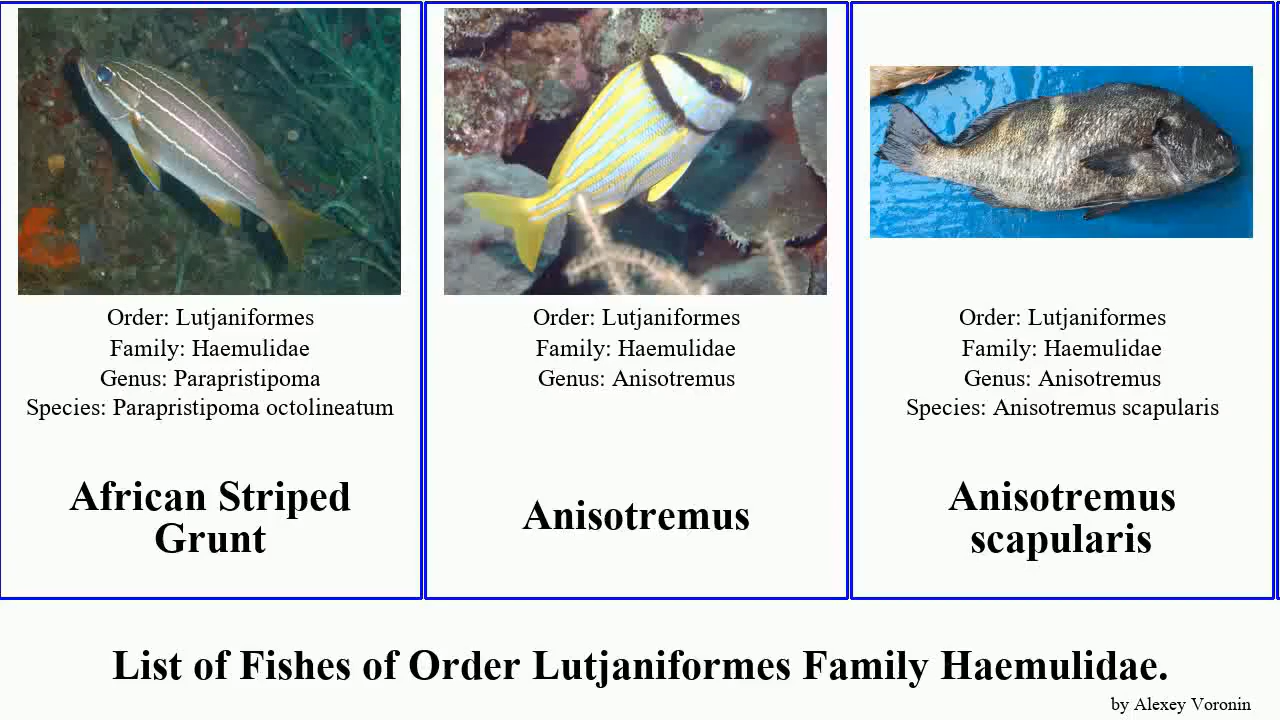 Order: Lutjaniformes
Family: Haemulidae
Genus: Parapristipoma
Species: Parapristipoma octolineatum
African Striped
Grunt
Order: Lutjaniformes
Family: Haemulidae
Genus: Anisotremus
Anisotremus
Order: Lutjaniformes
Family: Haemulidae
Genus: Anisotremus
Species: Anisotremus scapularis
Anisotremus
scapularis
List of Fishes of Order Lutjaniformes Family Haemulidae.
by Alexey Voronin